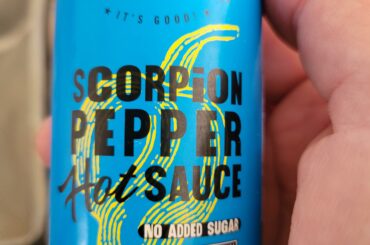 ★ IT'S GOOD! ★
SCORPION
PEPPER
Hot SAUCE
NO ADDED SUGAR